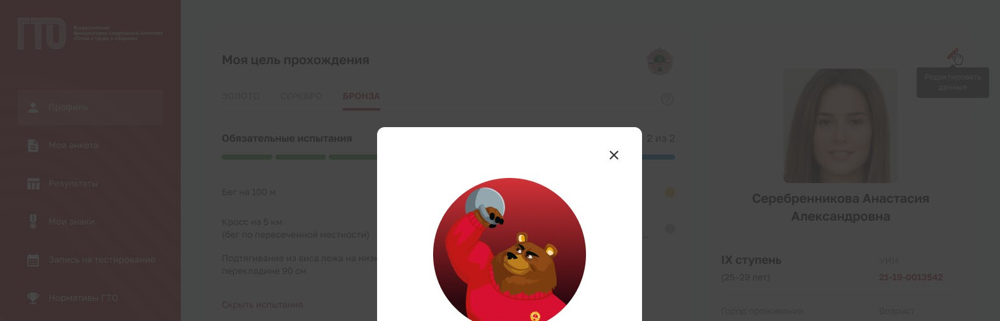 ГТО
Всероссийский
физкультурно-спортивный комплекс
«Готов к труду и обороне»
Профиль
Моя анкета
Результаты
Мои знаки
Запись на тестирование
Нормативы ГТО
Моя цель прохождения
ЗОЛОТО СЕРЕБРО БРОНЗА
Обязательные испытания
2 из 2
Бег на 100 м
Кросс на 5 км
(бег по пересеченной местности)
...
Подтягивание из виса лежа на низк
перекладине 90 см
Скрыть испытания
Редактировать
данные
Серебренникова Анастасия
Александровна
IX ступень
УИН
(25–29 лет)
21-19-0013542
Город проживания
Возраст